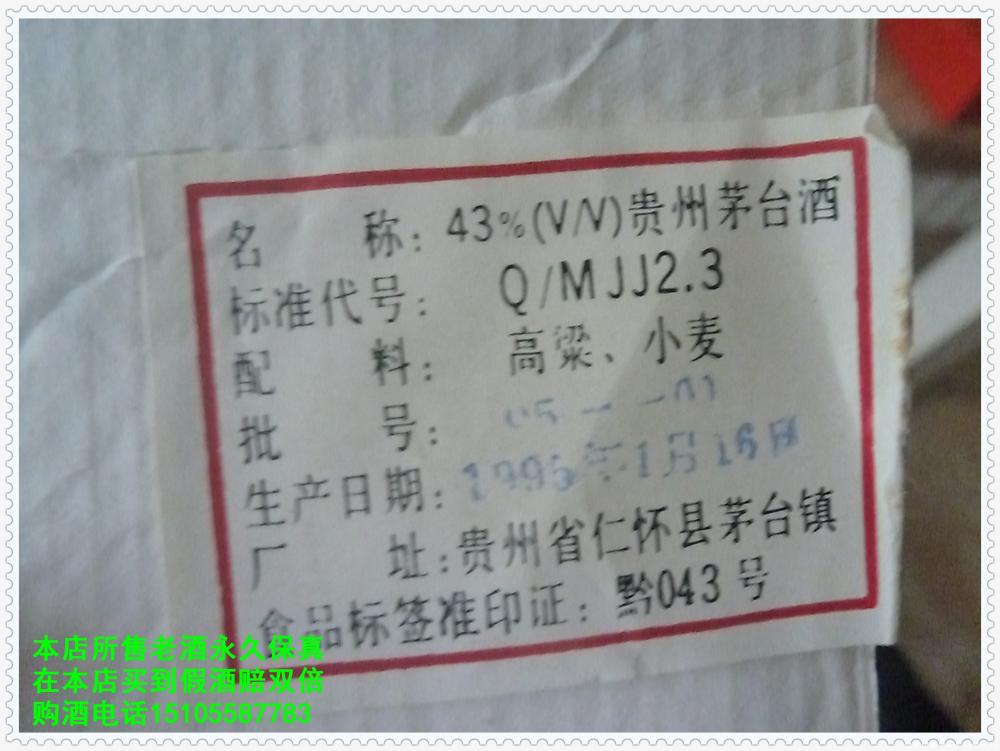 名 称：43%(V/V)贵州茅台酒
标准代号： Q/MJJ2.3
配 料： 高粱、小麦
批 号：
生产日期：1995年1月16日
厂 址：贵州省仁怀县茅台镇
食品标签准印证：黔043号
本店所售老酒永久保真
在本店买到假酒赔双倍
购酒电话15105587783